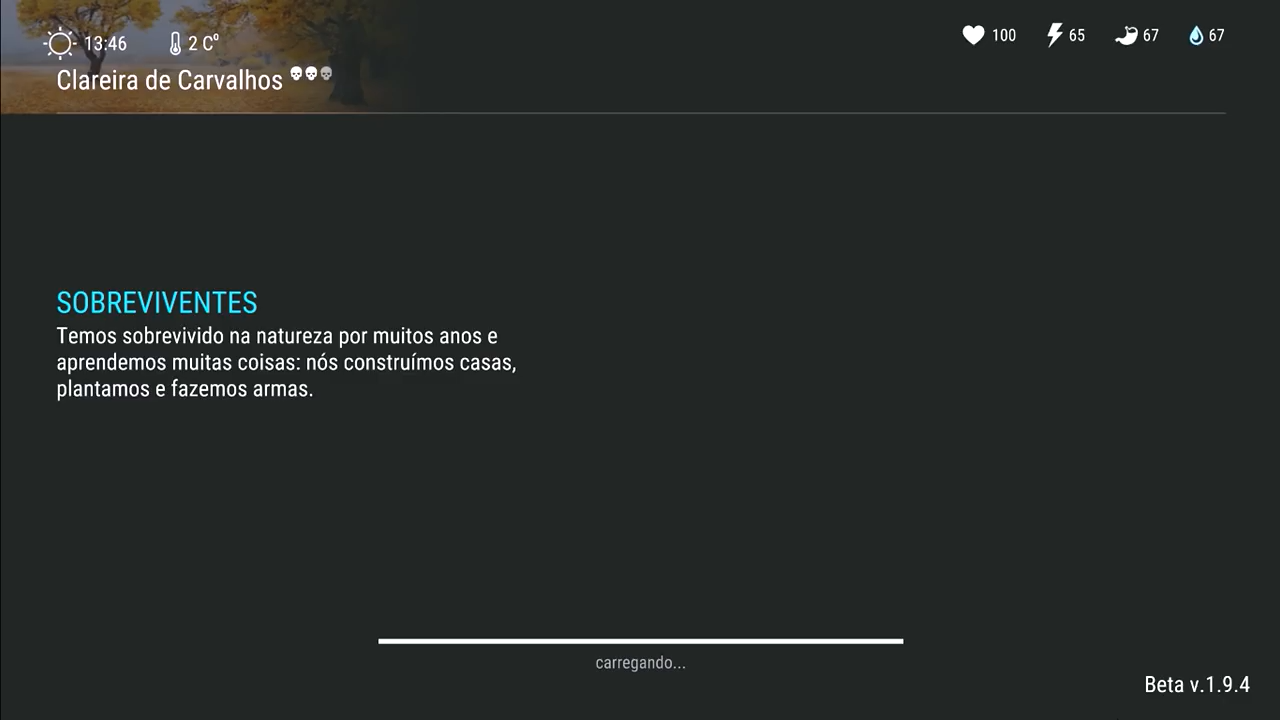 13:46 2 Cº
100 65 67 67
Clareira de Carvalhos
SOBREVIVENTES
Temos sobrevivido na natureza por muitos anos e
aprendemos muitas coisas: nós construímos casas,
plantamos e fazemos armas.
carregando...
Beta v.1.9.4